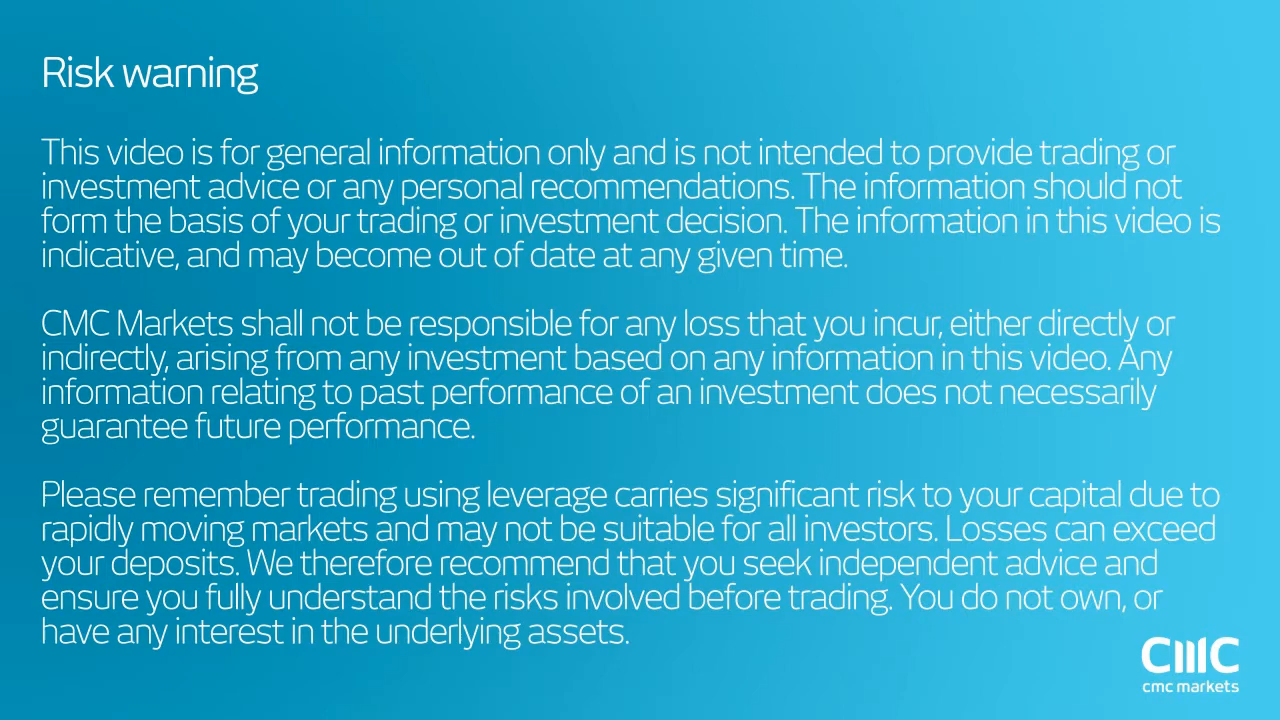 Risk warning
This video is for general information only and is not intended to provide trading or
investment advice or any personal recommendations. The information should not
form the basis of your trading or investment decision. The information in this video is
indicative, and may become out of date at any given time.
CMC Markets shall not be responsible for any loss that you incur, either directly or
indirectly, arising from any investment based on any information in this video. Any
information relating to past performance of an investment does not necessarily
guarantee future performance.
Please remember trading using leverage carries significant risk to your capital due to
rapidly moving markets and may not be suitable for all investors. Losses can exceed
your deposits. We therefore recommend that you seek independent advice and
ensure you fully understand the risks involved before trading. You do not own, or
have any interest in the underlying assets.
CMC
cmc markets